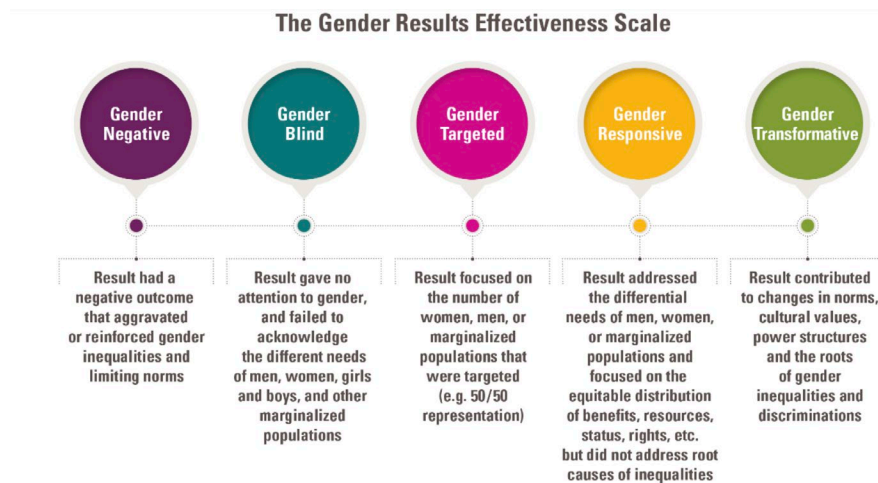 The Gender Results Effectiveness Scale
Gender
Negative
Gender
Blind
Gender
Targeted
Gender
Responsive
Gender
Transformative
Result had a
negative outcome
that aggravated
or reinforced gender
inequalities and
limiting norms
Result gave no
attention to gender,
and failed to
acknowledge
the different needs
of men, women, girls
and boys, and other
marginalized
populations
Result focused on
the number of
women, men, or
marginalized
populations that
were targeted
(e.g. 50/50
representation)
Result addressed
the differential
needs of men, women,
or marginalized
populations and
focused on the
equitable distribution
of benefits, resources,
status, rights, etc.
but did not address root
causes of inequalities
Result contributed
to changes in norms,
cultural values,
power structures
and the roots
of gender
inequalities and
discriminations